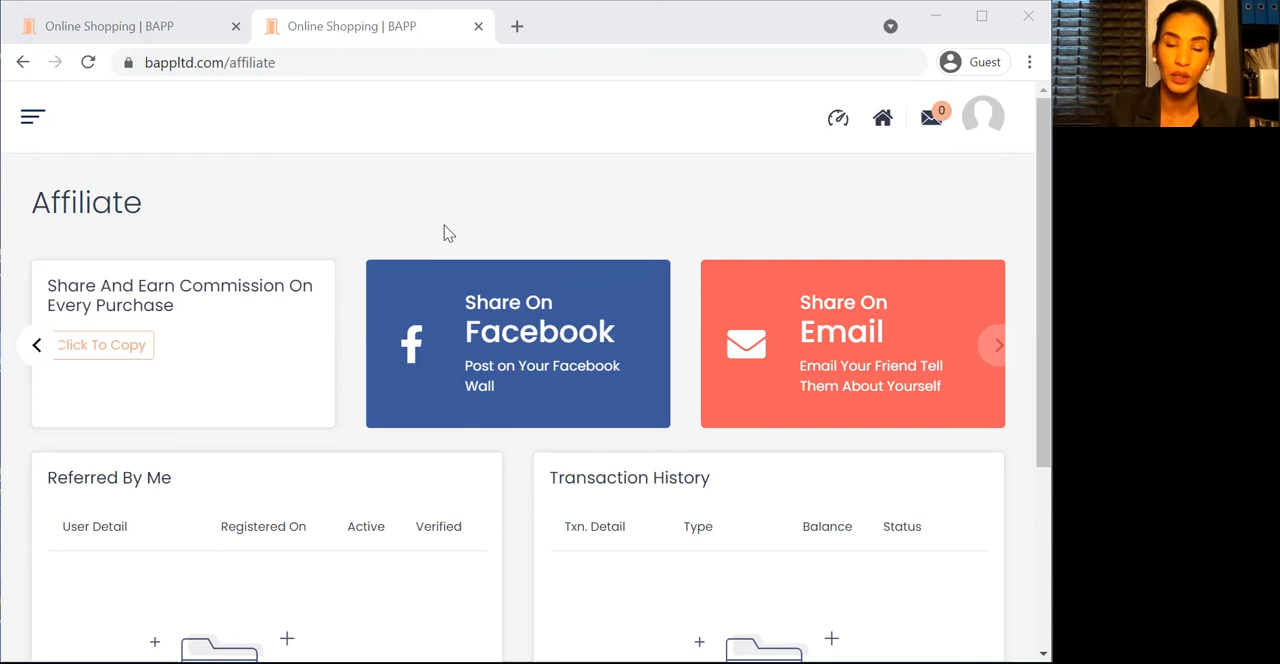 Online Shopping | BAPP
Online Shopping | BAPP
bappltd.com/affiliate
Guest
0
Affiliate
Share And Earn Commission On
Every Purchase
Click To Copy
Share On
Facebook
Post on Your Facebook
Wall
Share On
Email
Email Your Friend Tell
Them About Yourself
Referred By Me
User Detail Registered On Active Verified
Transaction History
Txn. Detail Type Balance Status